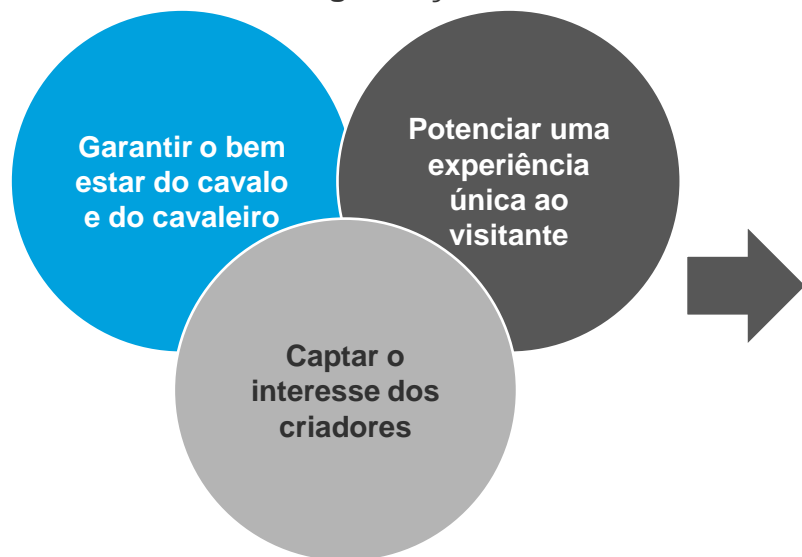 Garantir o bem
estar do cavalo
e do cavaleiro
Potenciar uma
experiência
única ao
visitante
Captar o
interesse dos
criadores